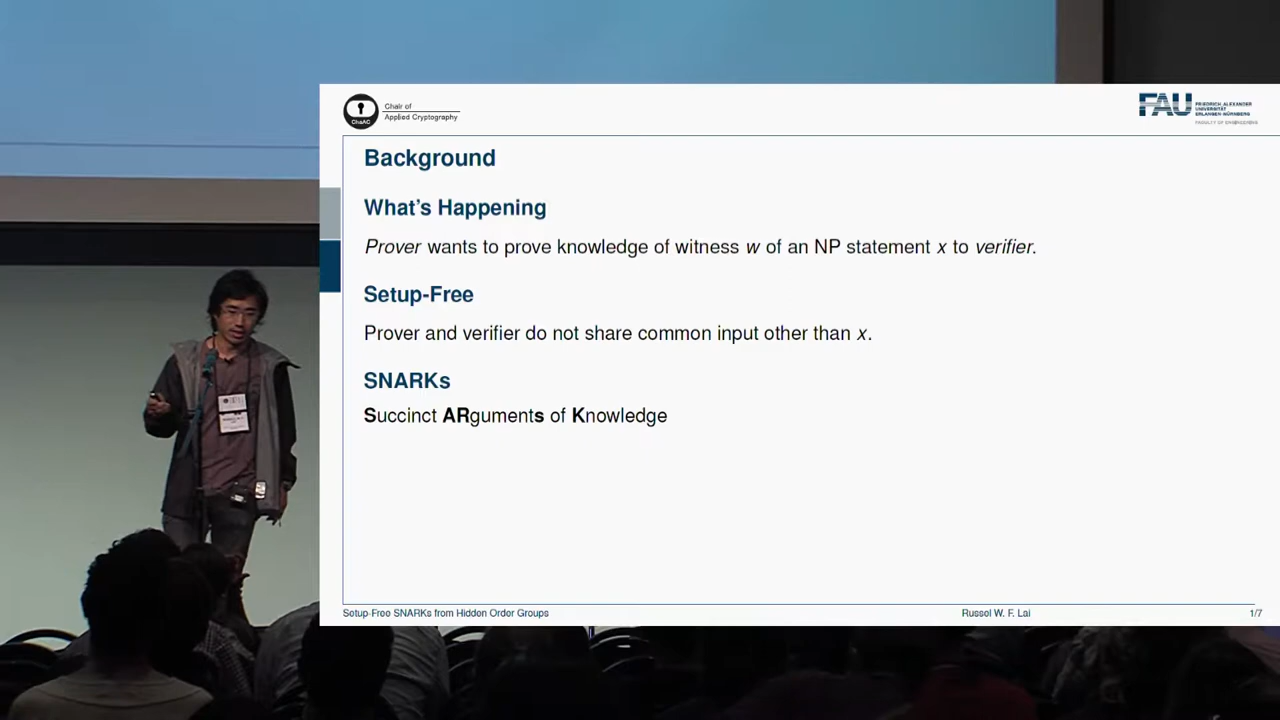 Chair of
Applied Cryptography
ChaAC
FAU
FRIEDRICH-ALEXANDER
UNIVERSITÄT
ERLANGEN-NÜRNBERG
FACULTY OF ENGINEERING
Background
What's Happening
Prover wants to prove knowledge of witness w of an NP statement x to verifier.
Setup-Free
Prover and verifier do not share common input other than x.
SNARKs
Succinct ARguments of Knowledge
Setup-Free SNARKs from Hidden Order Groups
Russol W. F. Lai
1/7